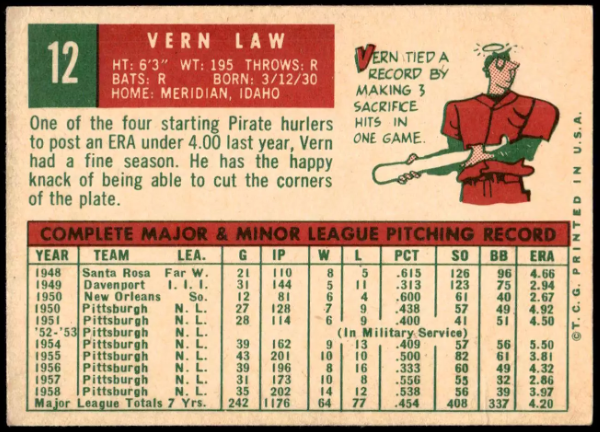 12
VERN LAW
HT: 6'3" WT: 195 THROWS: R
BATS: R BORN: 3/12/30
HOME: MERIDIAN, IDAHO
One of the four starting Pirate hurlers
to post an ERA under 4.00 last year, Vern
had a fine season. He has the happy
knack of being able to cut the corners
of the plate.
VERN TIED A
RECORD BY
MAKING 3
SACRIFICE
HITS IN
ONE GAME.
COMPLETE MAJOR & MINOR LEAGUE PITCHING RECORD
YEAR TEAM LEA. G IP W L PCT SO BB ERA
1948 Santa Rosa Far W. 21 110 8 5 .615 126 96 4.66
1949 Davenport I. I. I. 31 144 5 11 .313 123 75 2.94
1950 New Orleans So. 12 81 6 4 .600 61 40 2.67
1950 Pittsburgh N. L. 27 128 7 9 .438 57 49 4.92
1951 Pittsburgh N. L. 28 114 6 9 .400 41 51 4.50
'52-'53 Pittsburgh N. L. (In Military Service)
1954 Pittsburgh N. L. 39 162 9 13 .409 57 56 5.50
1955 Pittsburgh N. L. 43 201 10 10 .500 82 61 3.81
1956 Pittsburgh N. L. 39 196 8 16 .333 60 49 4.32
1957 Pittsburgh N. L. 31 173 10 8 .556 55 32 2.86
1958 Pittsburgh N. L. 35 202 14 12 .538 56 39 3.97
Major League Totals 7 Yrs. 242 1176 64 77 .454 408 337 4.20
©T. C. G. PRINTED IN U.S.A.